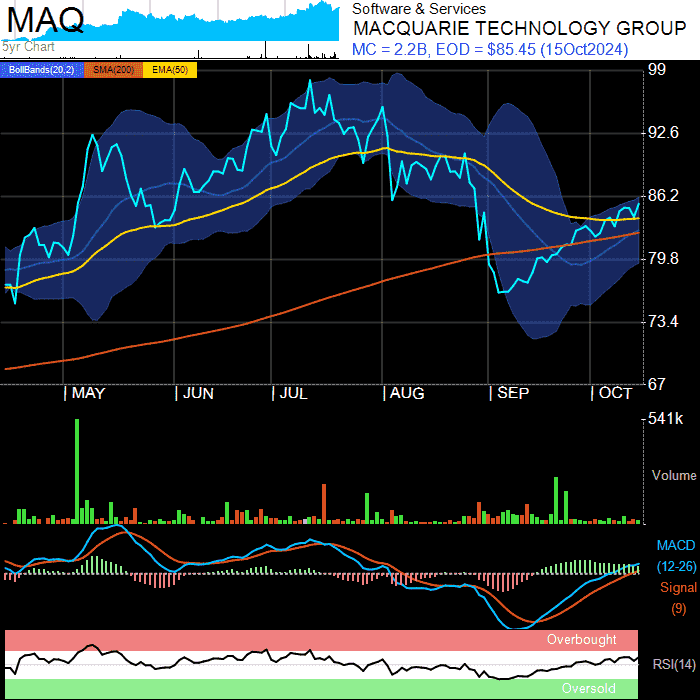 MAQ
Software & Services
MACQUARIE TECHNOLOGY GROUP
5yr Chart
MC = 2.2B, EOD = $85.45 (15Oct2024)
BollBands(20,2) SMA(200) EMA(50)
99
92.6
86.2
79.8
73.4
67
| MAY | JUN | JUL | AUG | SEP | OCT
541k
Volume
MACD
(12-26)
Signal
(9)
Overbought
RSI(14)
Oversold